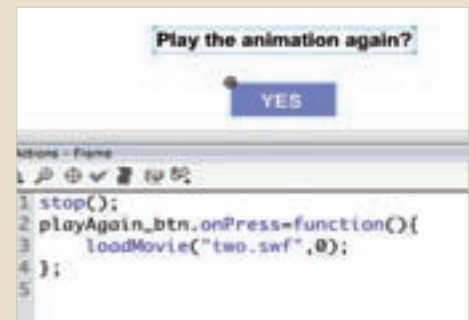 Play the animation again?
YES
Actions - Frame
1 stop();
2 playAgain_btn.onPress=function(){
3 loadMovie("two.swf",0);
4 };
5